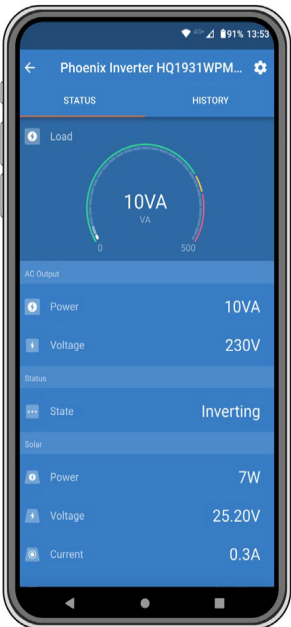 4G+ 91% 13:53
Phoenix Inverter HQ1931WPM...
STATUS HISTORY
Load
10VA
VA
0 500
AC Output
Power 10VA
Voltage 230V
Status
State Inverting
Solar
Power 7W
Voltage 25.20V
Current 0.3A